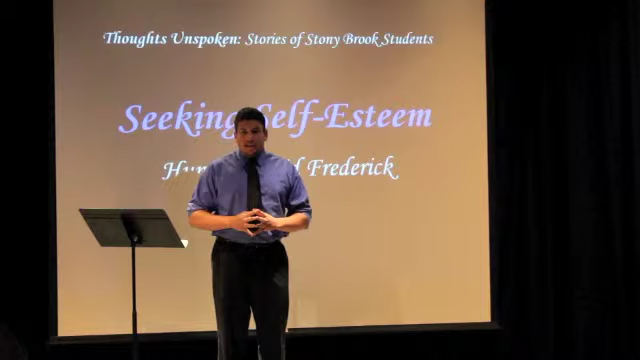 Thoughts Unspoken: Stories of Stony Brook Students
Seeking Self-Esteem
Frederick